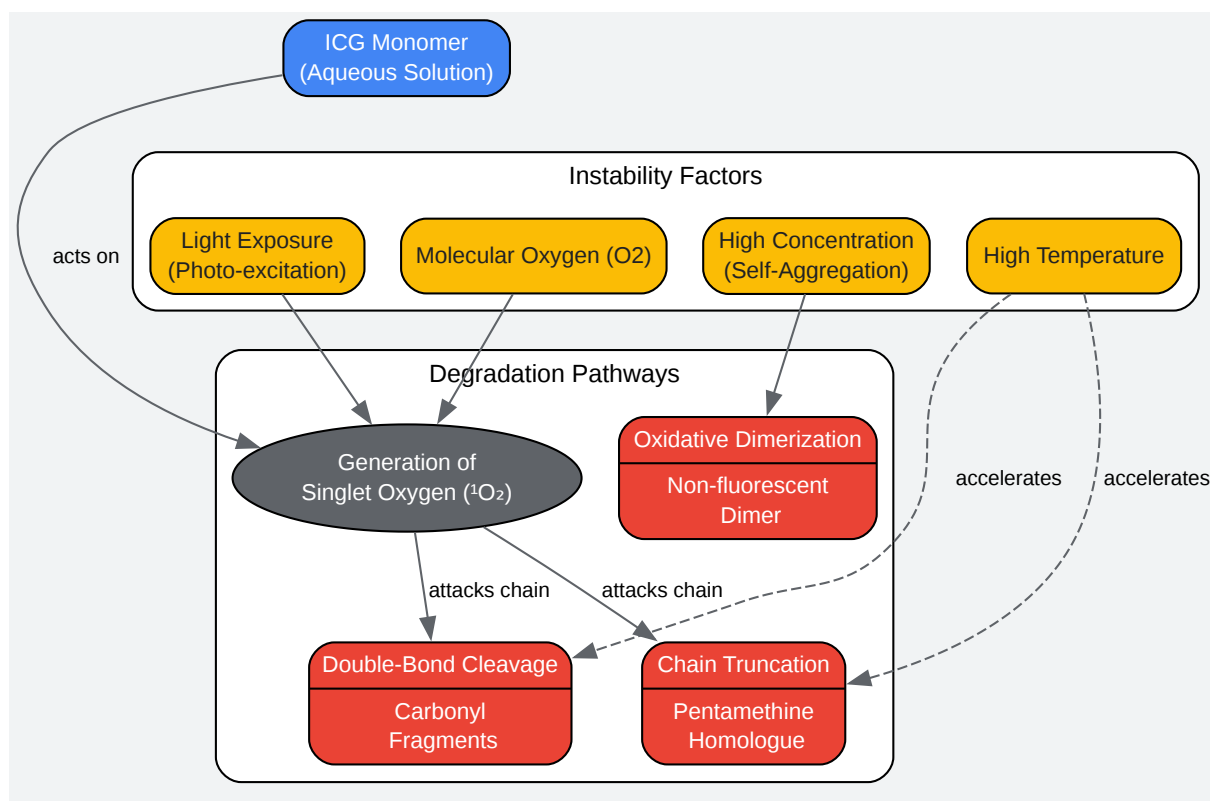 ICG Monomer
(Aqueous Solution)
Instability Factors
Light Exposure
(Photo-excitation)
Molecular Oxygen (O2)
High Concentration
(Self-Aggregation)
High Temperature
acts on
Degradation Pathways
Generation of
Singlet Oxygen (¹O₂)
Oxidative Dimerization
Non-fluorescent
Dimer
accelerates
accelerates
attacks chain
attacks chain
Double-Bond Cleavage
Carbonyl
Fragments
Chain Truncation
Pentamethine
Homologue